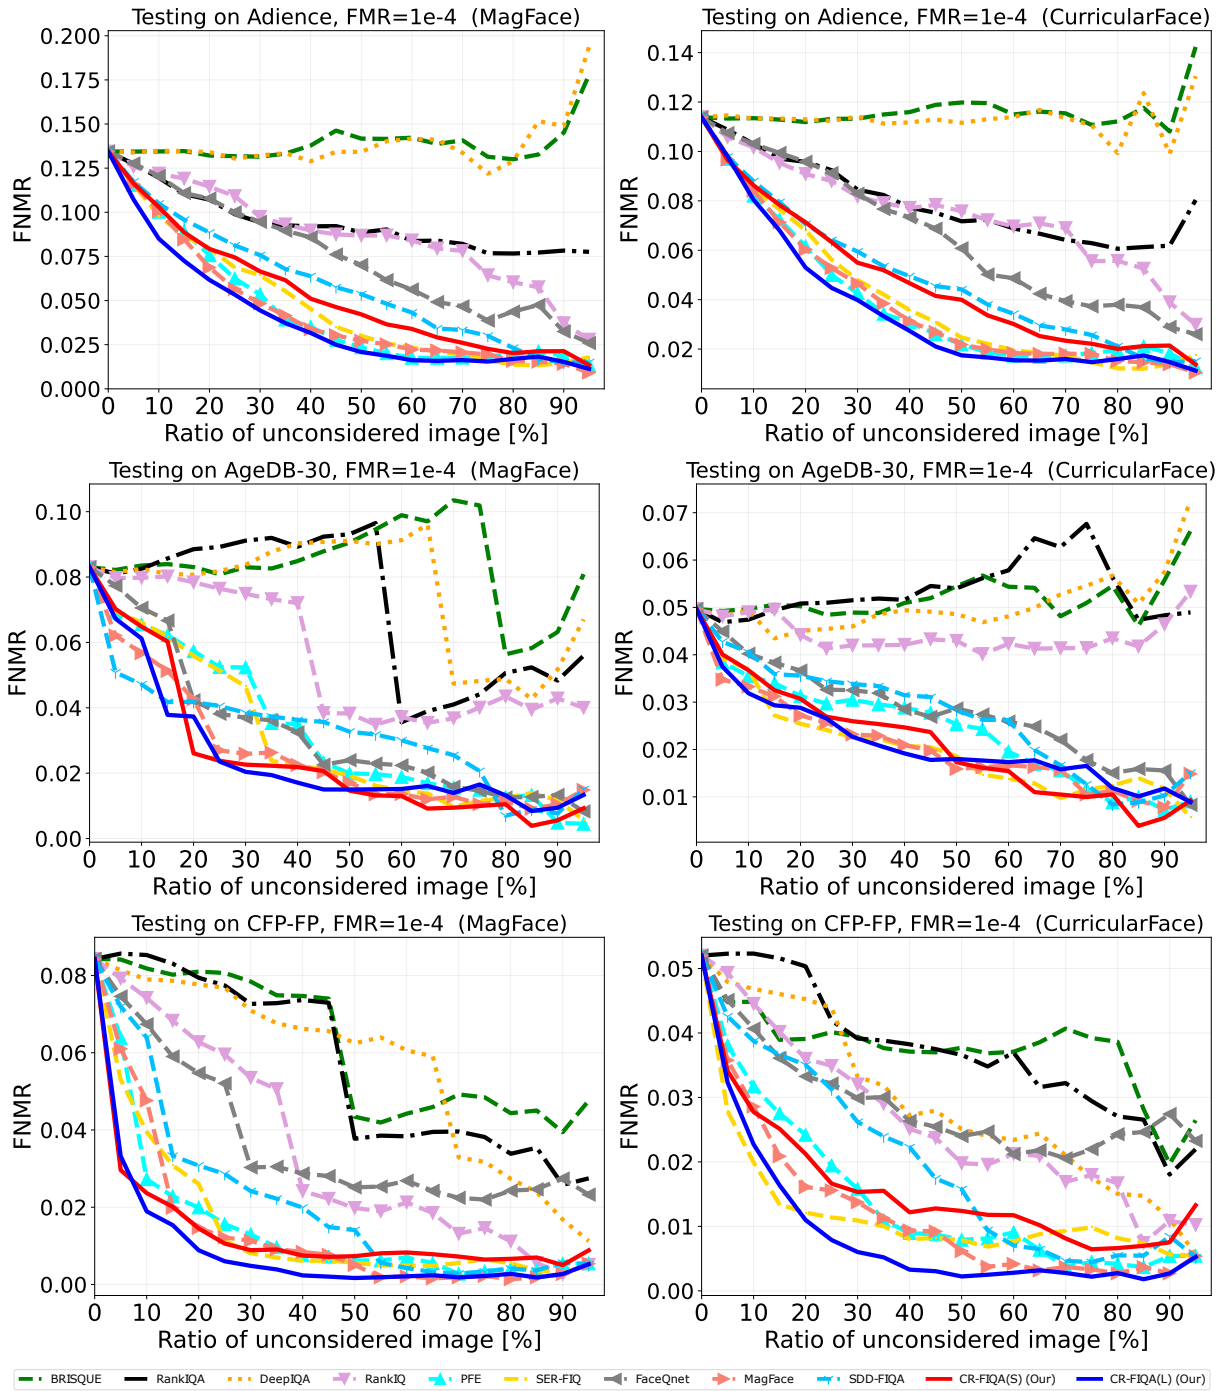 Testing on Adience, FMR=1e-4 (MagFace)
FNMR
0.200
0.175
0.150
0.125
0.100
0.075
0.050
0.025
0.000
0 10 20 30 40 50 60 70 80 90
Ratio of unconsidered image [%]
Testing on Adience, FMR=1e-4 (CurricularFace)
FNMR
0.14
0.12
0.10
0.08
0.06
0.04
0.02
0 10 20 30 40 50 60 70 80 90
Ratio of unconsidered image [%]
Testing on AgeDB-30, FMR=1e-4 (MagFace)
FNMR
0.10
0.08
0.06
0.04
0.02
0.00
0 10 20 30 40 50 60 70 80 90
Ratio of unconsidered image [%]
Testing on AgeDB-30, FMR=1e-4 (CurricularFace)
FNMR
0.07
0.06
0.05
0.04
0.03
0.02
0.01
0 10 20 30 40 50 60 70 80 90
Ratio of unconsidered image [%]
Testing on CFP-FP, FMR=1e-4 (MagFace)
FNMR
0.08
0.06
0.04
0.02
0.00
0 10 20 30 40 50 60 70 80 90
Ratio of unconsidered image [%]
Testing on CFP-FP, FMR=1e-4 (CurricularFace)
FNMR
0.05
0.04
0.03
0.02
0.01
0.00
0 10 20 30 40 50 60 70 80 90
Ratio of unconsidered image [%]
BRISQUE RankIQA DeepIQA RankIQ PFE SER-FIQ FaceQnet MagFace SDD-FIQA CR-FIQA(S) (Our) CR-FIQA(L) (Our)